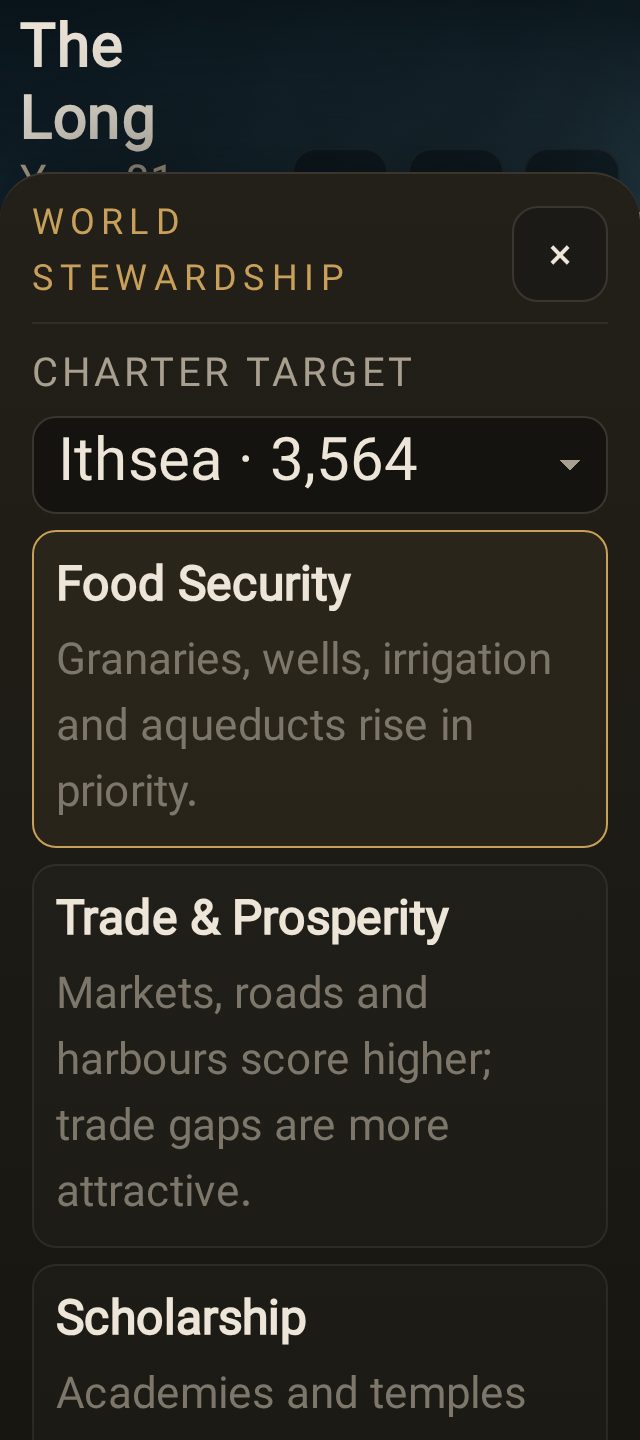 The
Long
WORLD
STEWARDSHIP
×
CHARTER TARGET
Ithsea · 3,564
Food Security
Granaries, wells, irrigation
and aqueducts rise in
priority.
Trade & Prosperity
Markets, roads and
harbours score higher;
trade gaps are more
attractive.
Scholarship
Academies and temples